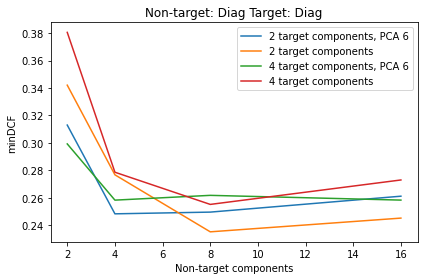 Non-target: Diag Target: Diag
2 target components, PCA 6
2 target components
4 target components, PCA 6
4 target components
minDCF
0.38
0.36
0.34
0.32
0.30
0.28
0.26
0.24
2 4 6 8 10 12 14 16
Non-target components